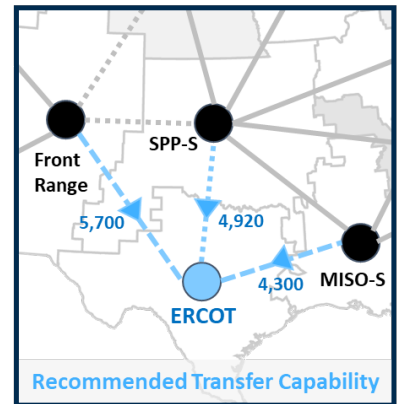 SPP-S
Front
Range
5,700
4,920
4,300
MISO-S
ERCOT
Recommended Transfer Capability